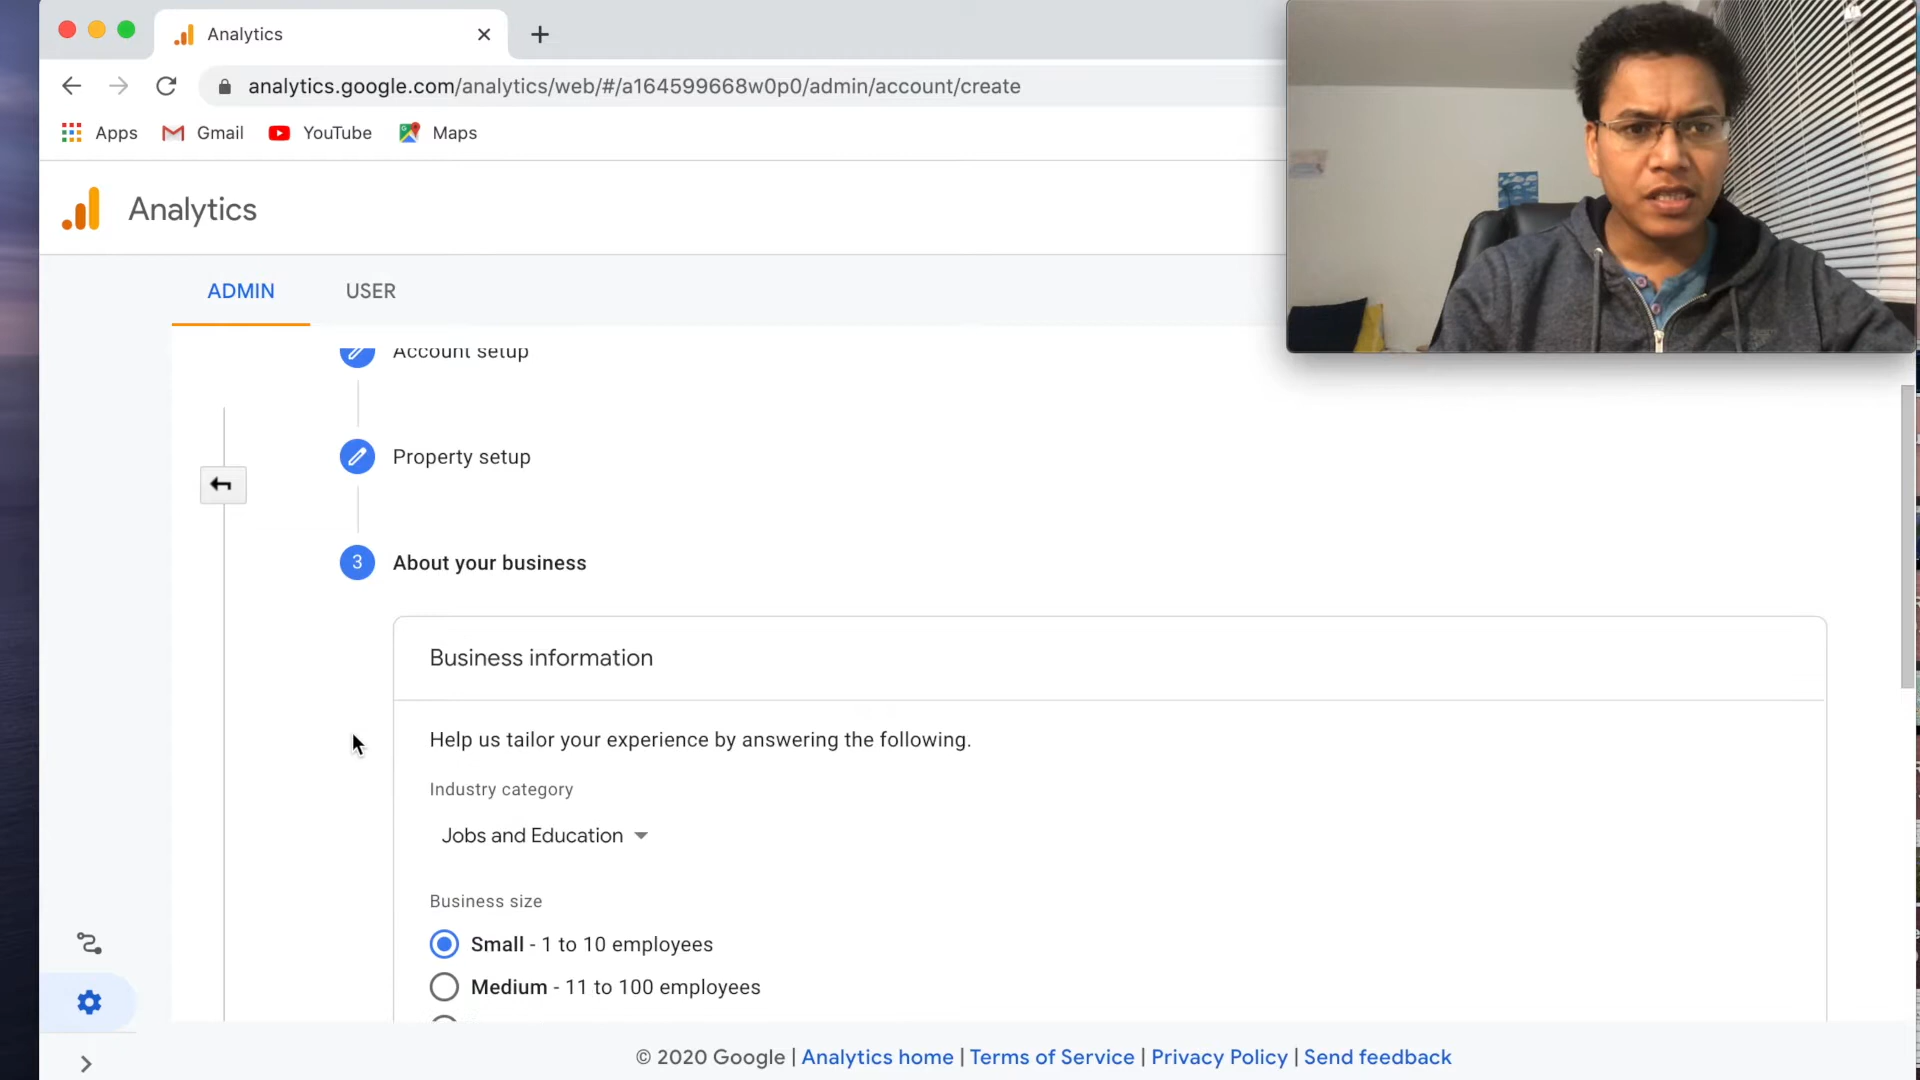 Analytics
analytics.google.com/analytics/web/#/a164599668w0p0/admin/account/create
Apps
Gmail
YouTube
Maps
Analytics
ADMIN
USER
Account setup
Property setup
3
About your business
Business information
Help us tailor your experience by answering the following.
Industry category
Jobs and Education
Business size
Small - 1 to 10 employees
Medium - 11 to 100 employees
© 2020 Google | Analytics home | Terms of Service | Privacy Policy | Send feedback